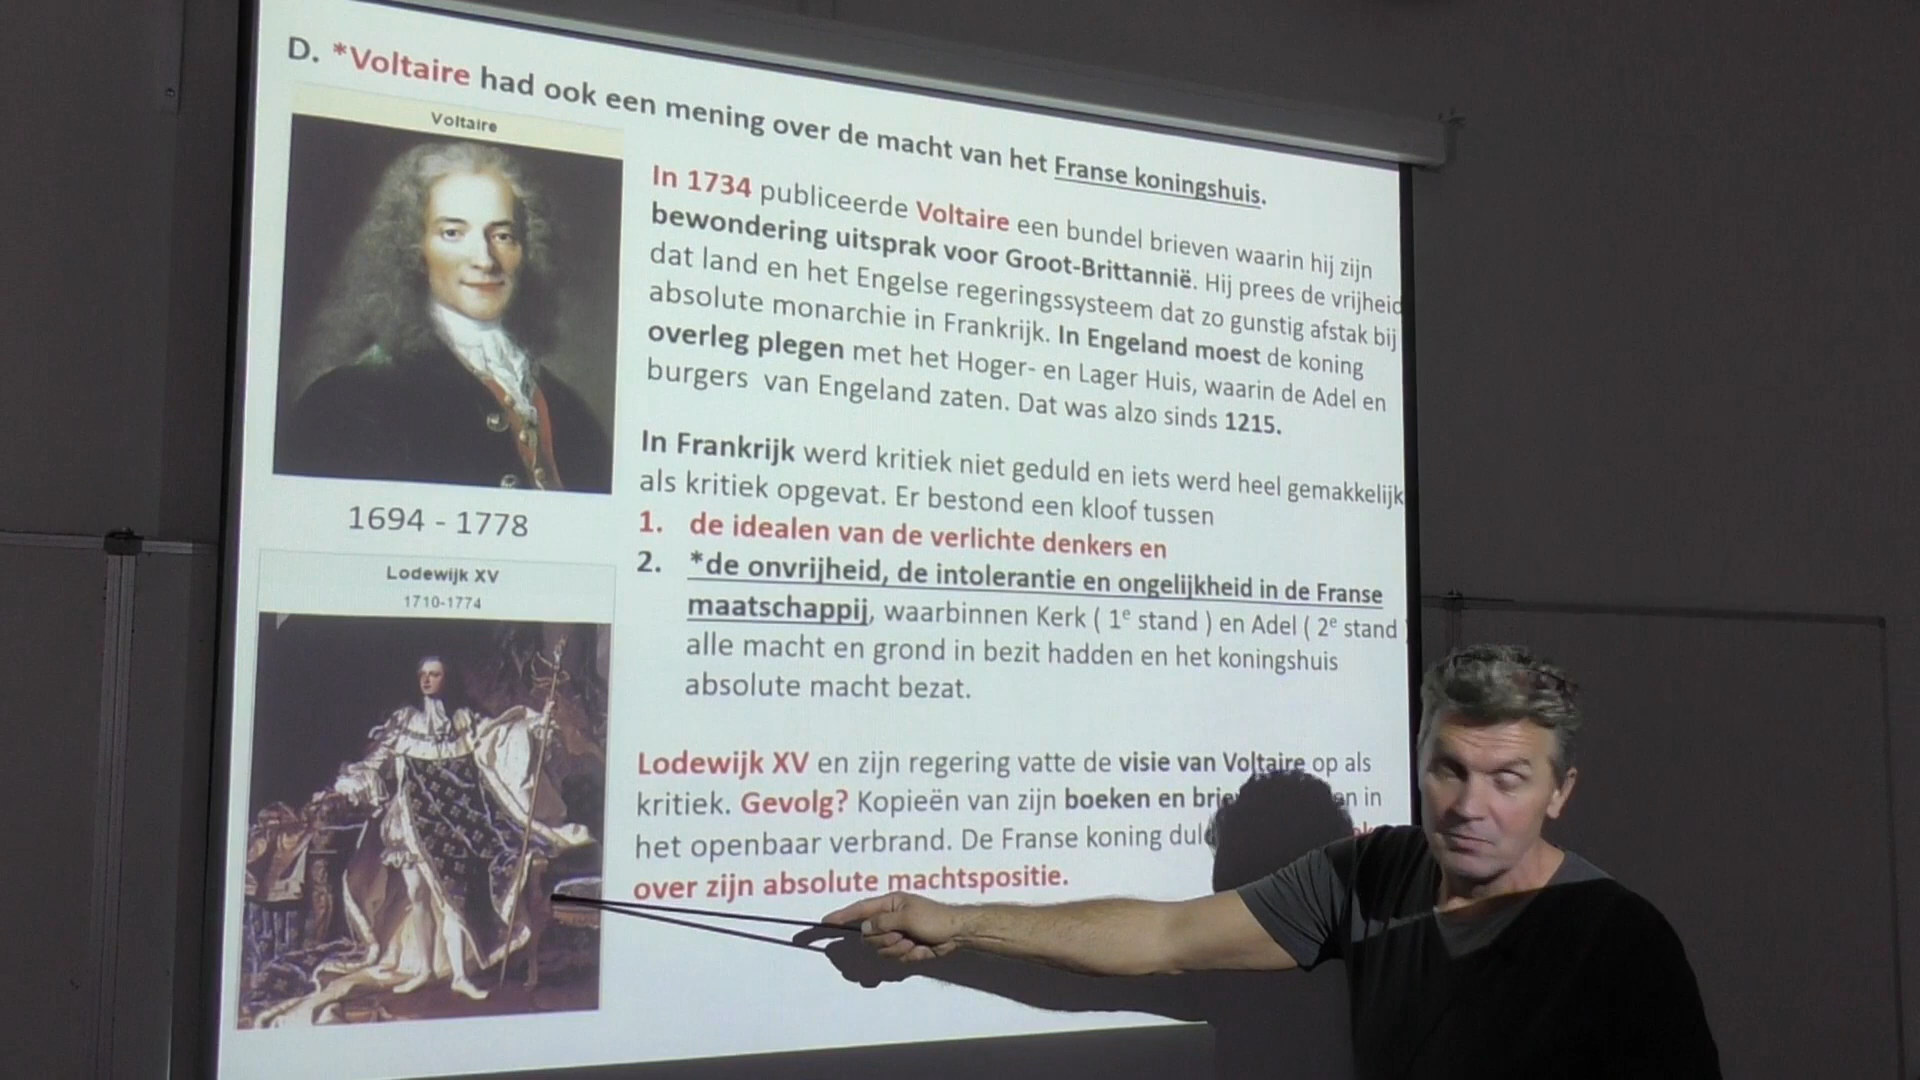 D. *Voltaire had ook een mening over de macht van het Franse koningshuis.
Voltaire
1694 - 1778
Lodewijk XV
1710-1774
In 1734 publiceerde Voltaire een bundel brieven waarin hij zijn
bewondering uitsprak voor Groot-Brittannië. Hij prees de vrijheid
dat land en het Engelse regeringssysteem dat zo gunstig afstak bij
absolute monarchie in Frankrijk. In Engeland moest de koning
overleg plegen met het Hoger- en Lager Huis, waarin de Adel en
burgers van Engeland zaten. Dat was alzo sinds 1215.
In Frankrijk werd kritiek niet geduld en iets werd heel gemakkelijk
als kritiek opgevat. Er bestond een kloof tussen
1. de idealen van de verlichte denkers en
2. *de onvrijheid, de intolerantie en ongelijkheid in de Franse
maatschappij, waarbinnen Kerk ( 1e stand ) en Adel ( 2e stand )
alle macht en grond in bezit hadden en het koningshuis
absolute macht bezat.
Lodewijk XV en zijn regering vatte de visie van Voltaire op als
kritiek. Gevolg? Kopieën van zijn boeken en in
het openbaar verbrand. De Franse koning
over zijn absolute machtspositie.